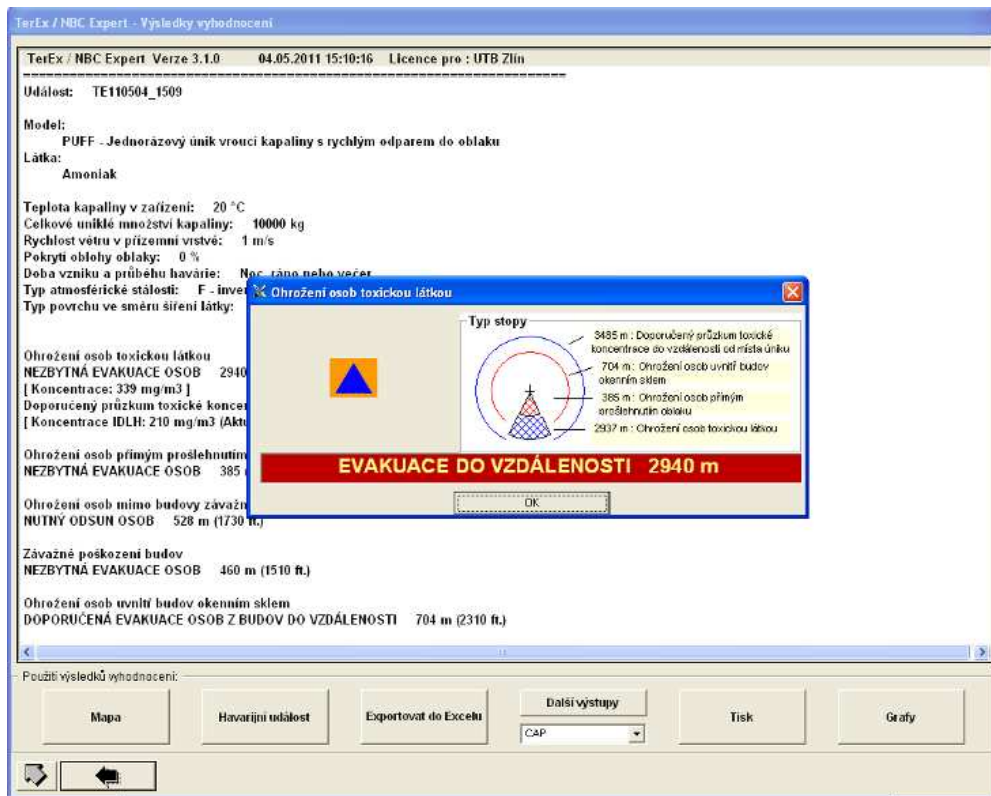 TerEx / NBC Expert - Výsledky vyhodnocení
TerEx / NBC Expert Verze 3.1.0 04.05.2011 15:10:16 Licence pro : UTB Zlín
======================================================================
Událost: TE110504_1509
Model:
PUFF - Jednorázový únik vroucí kapaliny s rychlým odparem do oblaku
Látka:
Amoniak
Teplota kapaliny v zařízení: 20 °C
Celkové uniklé množství kapaliny: 10000 kg
Rychlost větru v přízemní vrstvě: 1 m/s
Pokrytí oblohy oblaky: 0 %
Doba vzniku a průběhu havárie: Noc, ráno nebo večer
Typ atmosférické stálosti: F - inver
Typ povrchu ve směru šíření látky:
Ohrožení osob toxickou látkou
NEZBYTNÁ EVAKUACE OSOB 2940
[ Koncentrace: 339 mg/m3 ]
Doporučený průzkum toxické koncer
[ Koncentrace IDLH: 210 mg/m3 (Aktu
Ohrožení osob přímým prošlehnutím
NEZBYTNÁ EVAKUACE OSOB 385
Ohrožení osob mimo budovy závažn
NUTNÝ ODSUN OSOB 528 m (1730 ft.)
Závažné poškození budov
NEZBYTNÁ EVAKUACE OSOB 460 m (1510 ft.)
Ohrožení osob uvnitř budov okenním sklem
DOPORUČENÁ EVAKUACE OSOB Z BUDOV DO VZDÁLENOSTI 704 m (2310 ft.)
Ohrožení osob toxickou látkou
Typ stopy
3485 m : Doporučený průzkum toxické
koncentrace do vzdálenosti od místa úniku
704 m : Ohrožení osob uvnitř budov
okenním sklem
385 m : Ohrožení osob přímým
prošlehnutím oblaku
2937 m : Ohrožení osob toxickou látkou
EVAKUACE DO VZDÁLENOSTI 2940 m
OK
Použití výsledků vyhodnocení:
Mapa
Havarijní událost
Exportovat do Excelu
Další výstupy
CAP
Tisk
Grafy